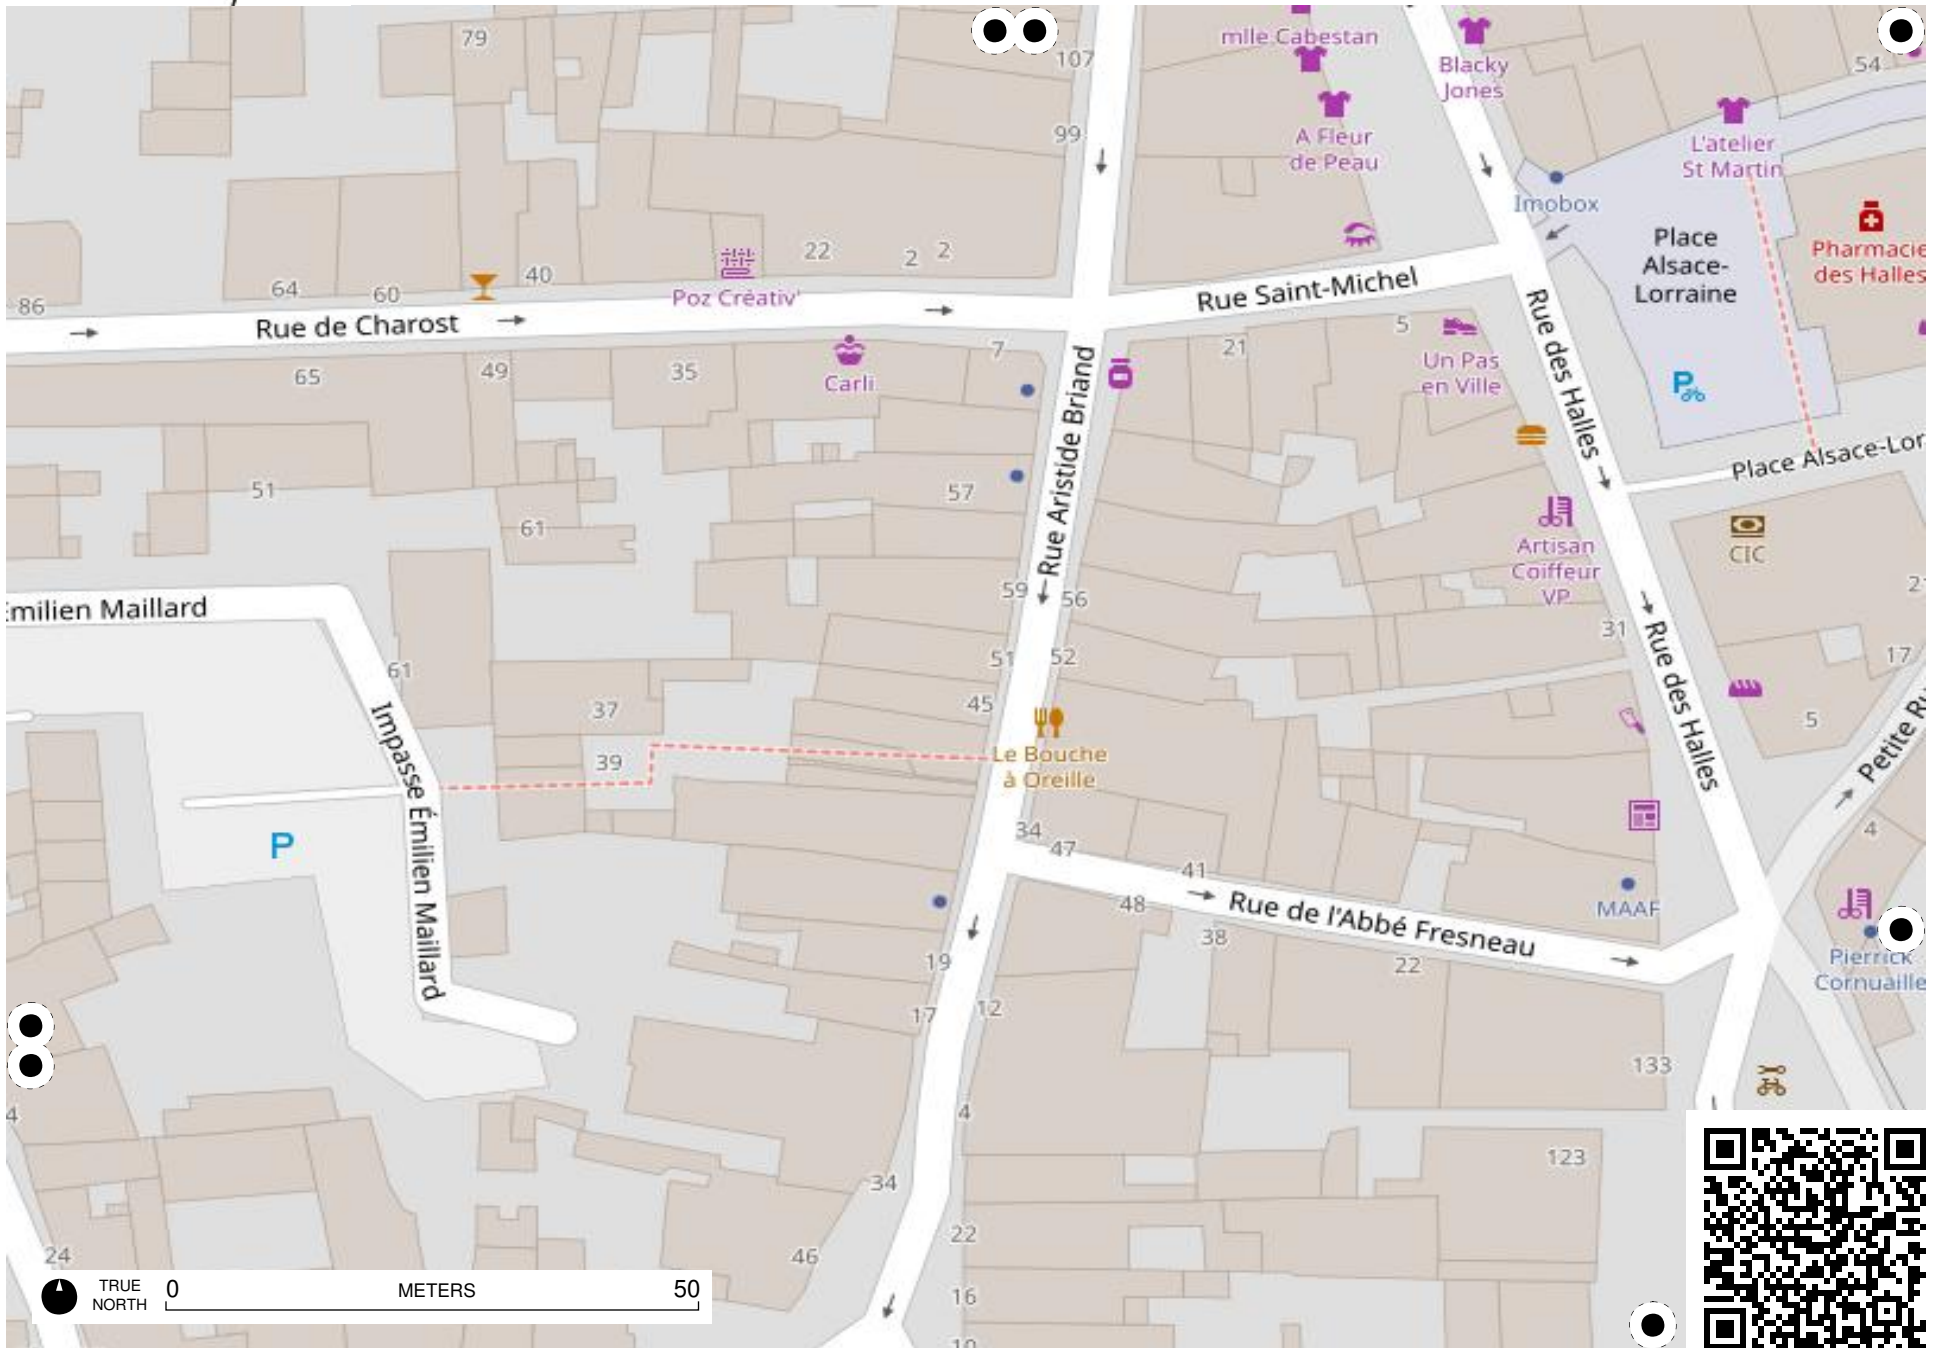 79
107
mlle Cabestan
Blacky
Jones
54
99
A Fleur
de Peau
L'atelier
St Martin
Imobox
Place
Alsace-
Lorraine
Pharmacie
des Halles
86
64
60
40
22
2
2
Poz Créativ'
Rue de Charost
Rue Saint-Michel
Rue des Halles
65
49
35
Carli
7
21
5
Un Pas
en Ville
P
Rue Aristide Briand
Place Alsace-Lor
51
61
57
Artisan
Coiffeur
VP
CIC
Émilien Maillard
59
56
31
61
51
52
17
Rue des Halles
37
45
5
Petite Ru
39
Le Bouche
à Oreille
Impasse Émilien Maillard
P
34
47
41
4
48
Rue de l'Abbé Fresneau
MAAF
38
22
19
Pierrick
Cornuaille
17
12
133
4
4
123
34
22
24
46
16
10
TRUE
NORTH
0
METERS
50